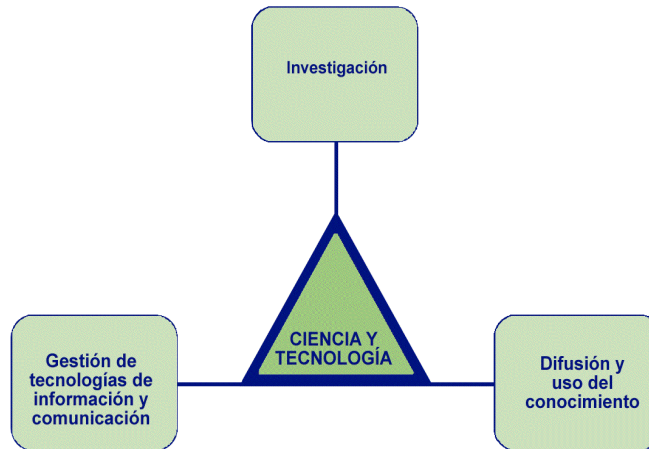 Investigación
CIENCIA Y
TECNOLOGÍA
Gestión de
tecnologías de
información y
comunicación
Difusión y
uso del
conocimiento